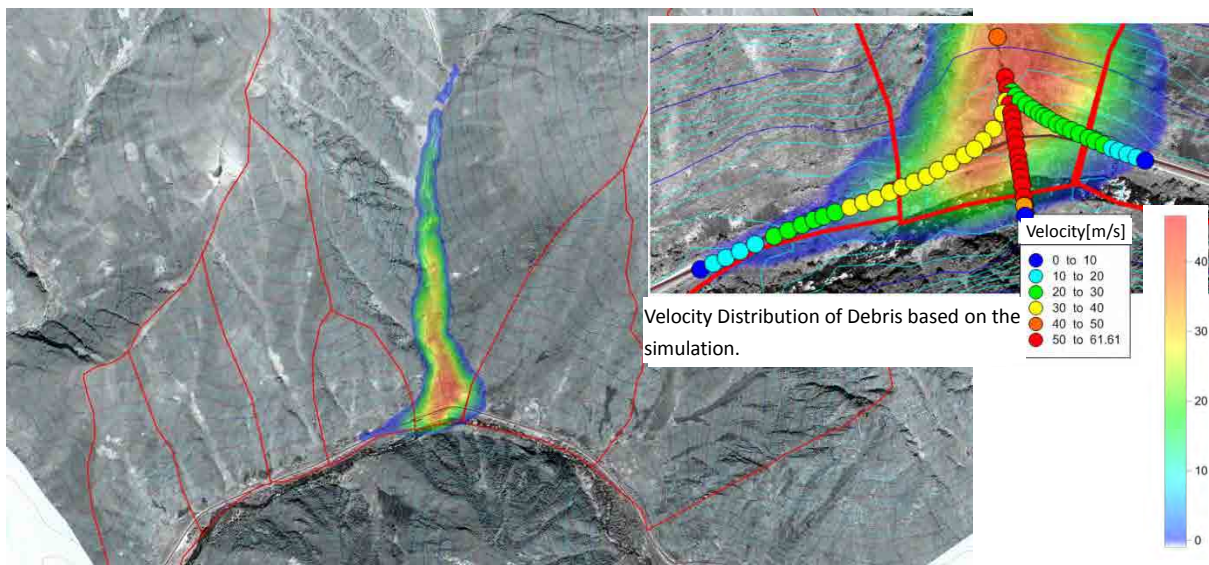 Velocity[m/s]
0 to 10
10 to 20
20 to 30
30 to 40
40 to 50
50 to 61.61
Velocity Distribution of Debris based on the
simulation.
40
30
20
10
0